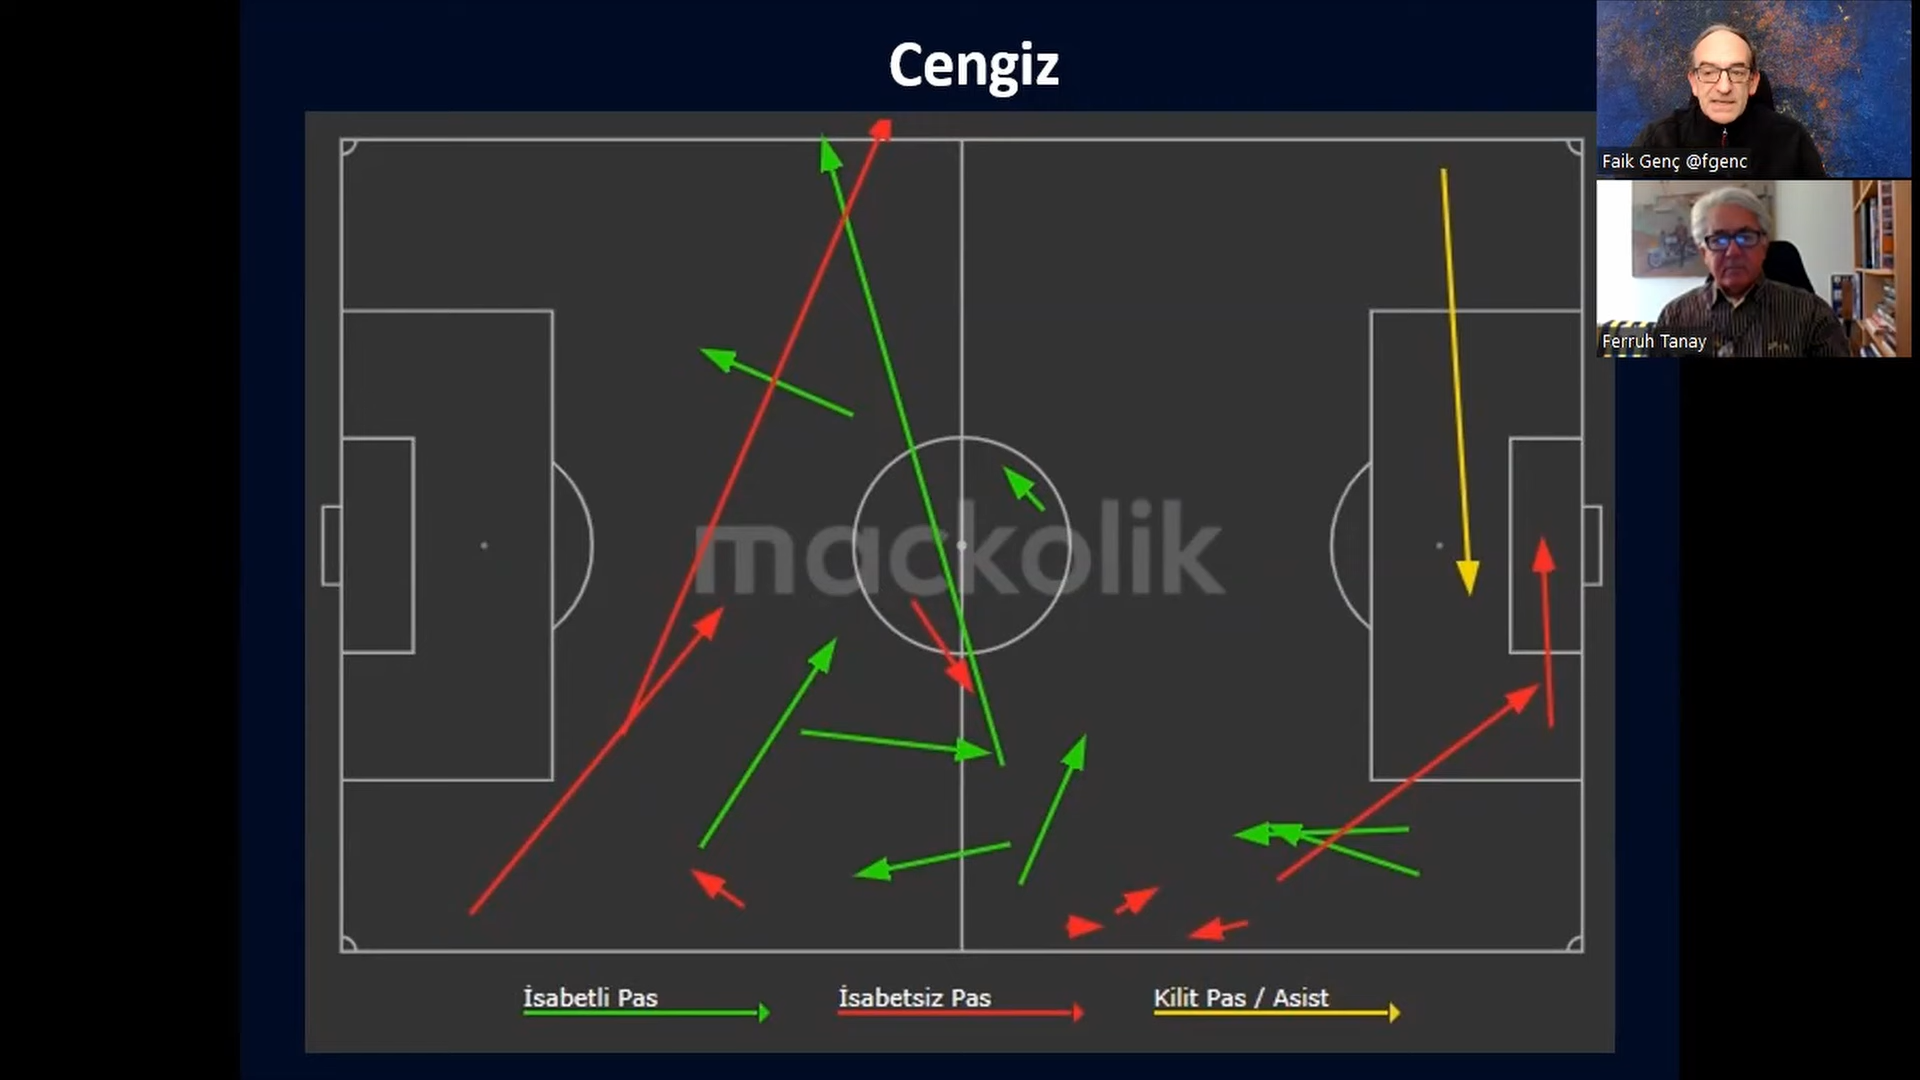 Cengiz
Faik Genç @fgenc
Ferruh Tanay
mackolik
İsabetli Pas
İsabetsiz Pas
Kilit Pas / Asist